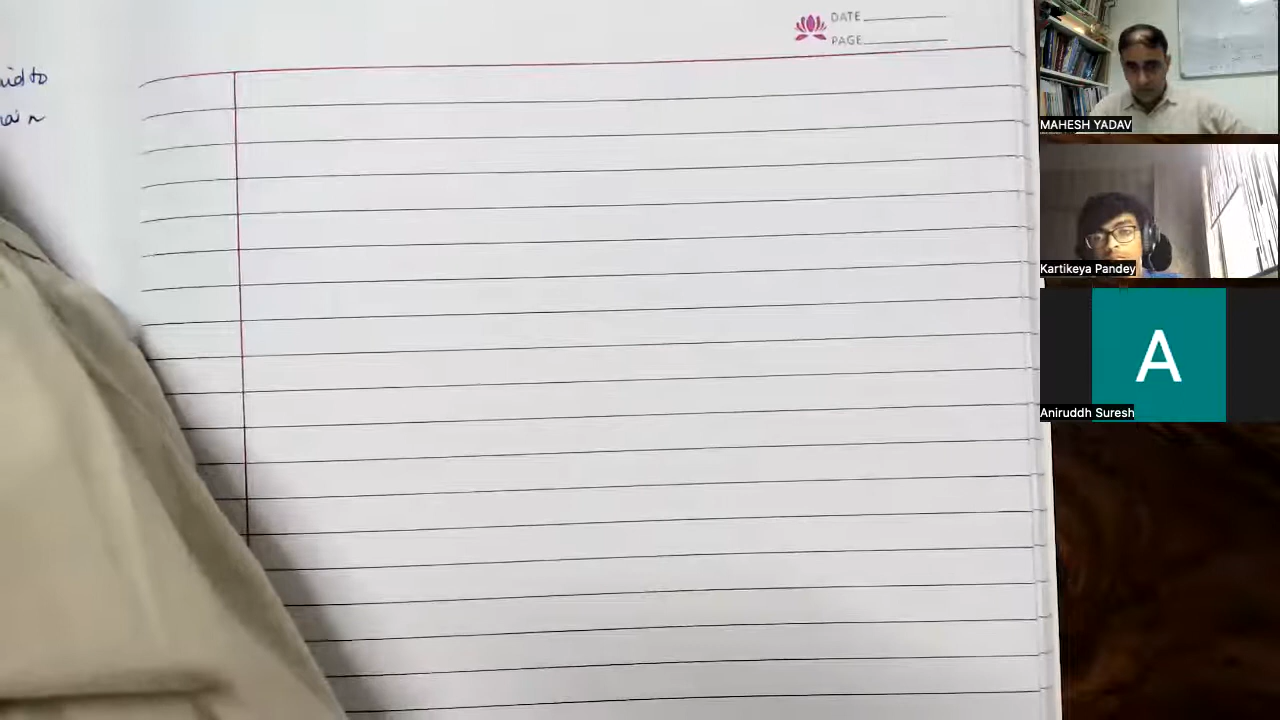 DATE
PAGE
MAHESH YADAV
Kartikeya Pandey
A
Aniruddh Suresh